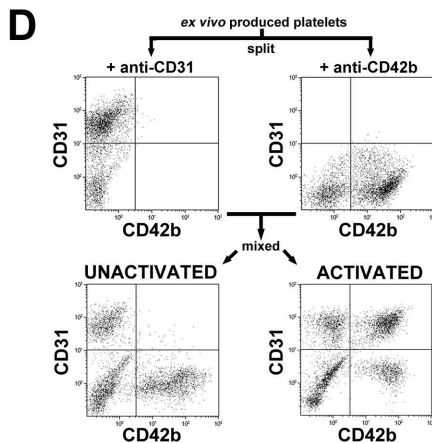 D
ex vivo produced platelets
split
+ anti-CD31
+ anti-CD42b
CD31
CD42b
CD31
CD42b
mixed
UNACTIVATED
ACTIVATED
CD31
CD42b
CD31
CD42b